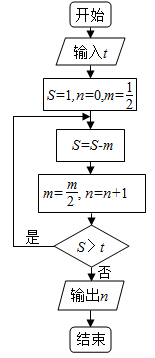 开始
输入t
S=1,n=0,m=1/2
S=S-m
m=m/2, n=n+1
是
S＞t
否
输出n
结束